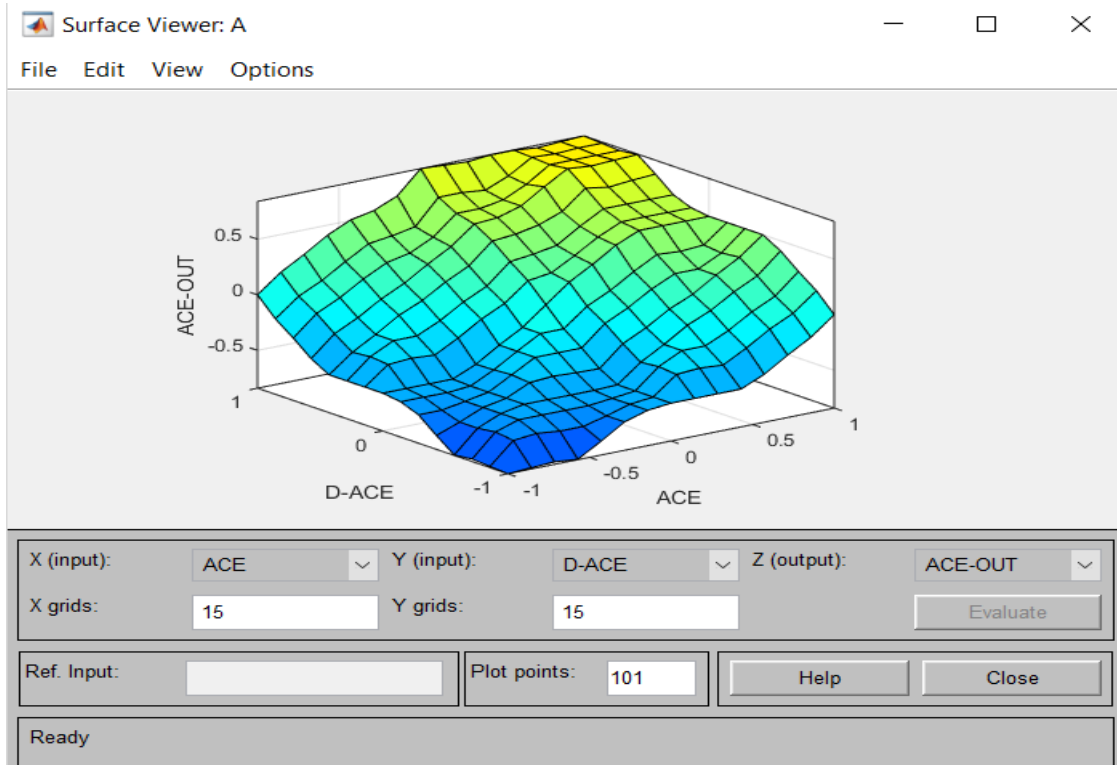 Surface Viewer: A
File Edit View Options
ACE-OUT
0.5
0
-0.5
1
0
-1
D-ACE
-1
-0.5
0
0.5
1
ACE
X (input): ACE Y (input): D-ACE Z (output): ACE-OUT
X grids: 15 Y grids: 15 Evaluate
Ref. Input: Plot points: 101 Help Close
Ready